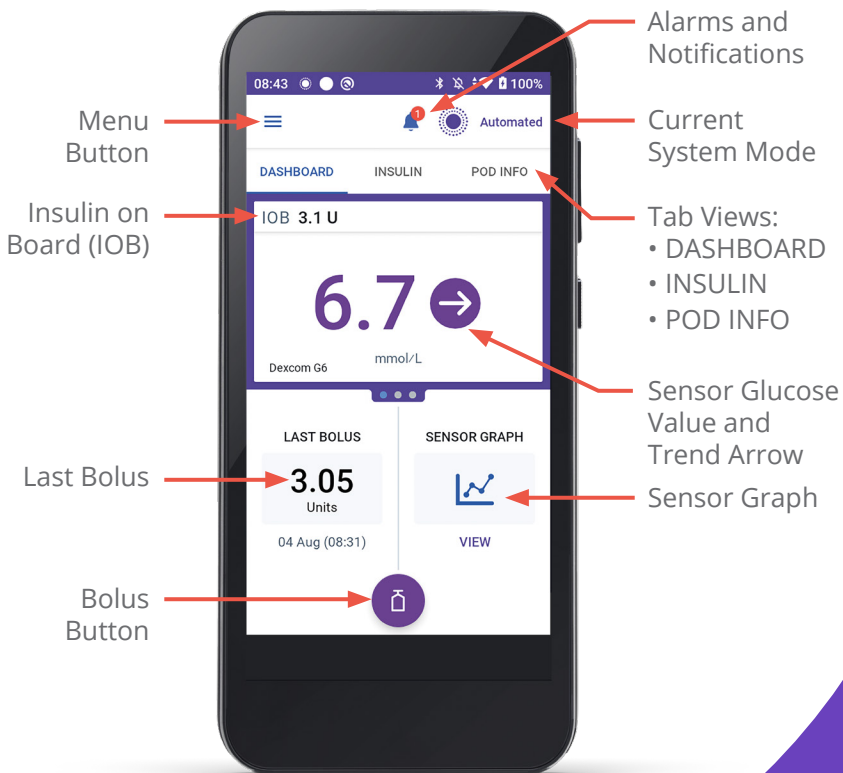 Alarms and
Notifications
08:43
100%
1
Automated
Menu
Button
Current
System Mode
DASHBOARD INSULIN POD INFO
Insulin on
Board (IOB)
IOB 3.1 U
Tab Views:
• DASHBOARD
• INSULIN
• POD INFO
6.7
mmol/L
Dexcom G6
Sensor Glucose
Value and
Trend Arrow
LAST BOLUS
SENSOR GRAPH
Last Bolus
3.05
Units
Sensor Graph
04 Aug (08:31)
VIEW
Bolus
Button